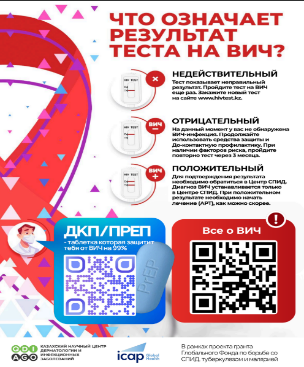 ЧТО ОЗНАЧАЕТ
РЕЗУЛЬТАТ
ТЕСТА НА ВИЧ?
НЕДЕЙСТВИТЕЛЬНЫЙ
Тест показывает неправильный
результат. Пройдите тест на ВИЧ
еще раз. Закажите новый тест
на сайте www.hivtest.kz.
ВИЧ
ОТРИЦАТЕЛЬНЫЙ
На данный момент у вас не обнаружена
ВИЧ-инфекция. Продолжайте
использовать средства защиты и
До-контактную профилактику. При
наличии факторов риска, пройдите
повторно тест через 3 месяца.
ВИЧ
ПОЛОЖИТЕЛЬНЫЙ
Для подтверждения результата
необходимо обратиться в Центр СПИД.
Диагноз ВИЧ устанавливается только
в Центре СПИД. При положительном
результате необходимо начать
лечение (АРТ), как можно скорее.
ДКП/ПРЕП
- таблетка которая защитит
тебя от ВИЧ на 99%
Все о ВИЧ
!
КАЗАХСКИЙ НАУЧНЫЙ ЦЕНТР
ДЕРМАТОЛОГИИ И
ИНФЕКЦИОННЫХ
ЗАБОЛЕВАНИЙ
icap Global Health
В рамках проекта гранта
Глобального Фонда по борьбе со
СПИД, туберкулезом и малярией